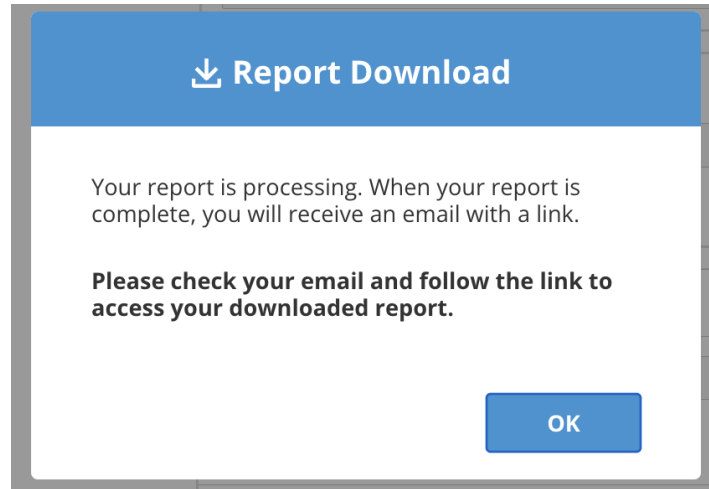 Report Download
Your report is processing. When your report is
complete, you will receive an email with a link.
Please check your email and follow the link to
access your downloaded report.
OK